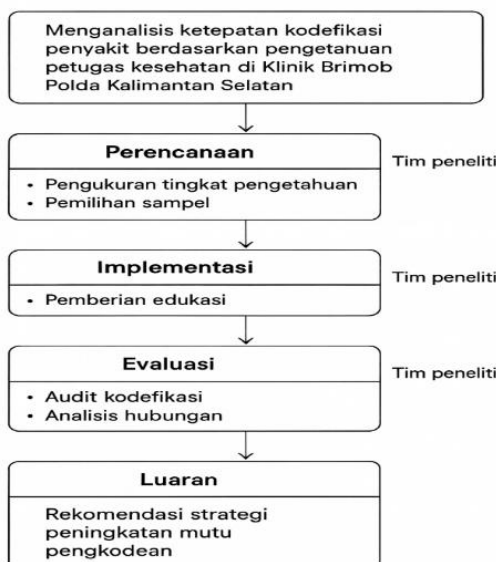 Menganalisis ketepatan kodefikasi
penyakit berdasarkan pengetahuan
petugas kesehatan di Klinik Brimob
Polda Kalimantan Selatan
Perencanaan
Tim peneliti
• Pengukuran tingkat pengetahuan
• Pemilihan sampel
Implementasi
Tim peneliti
• Pemberian edukasi
Evaluasi
Tim peneliti
• Audit kodefikasi
• Analisis hubungan
Luaran
Rekomendasi strategi
peningkatan mutu
pengkodean